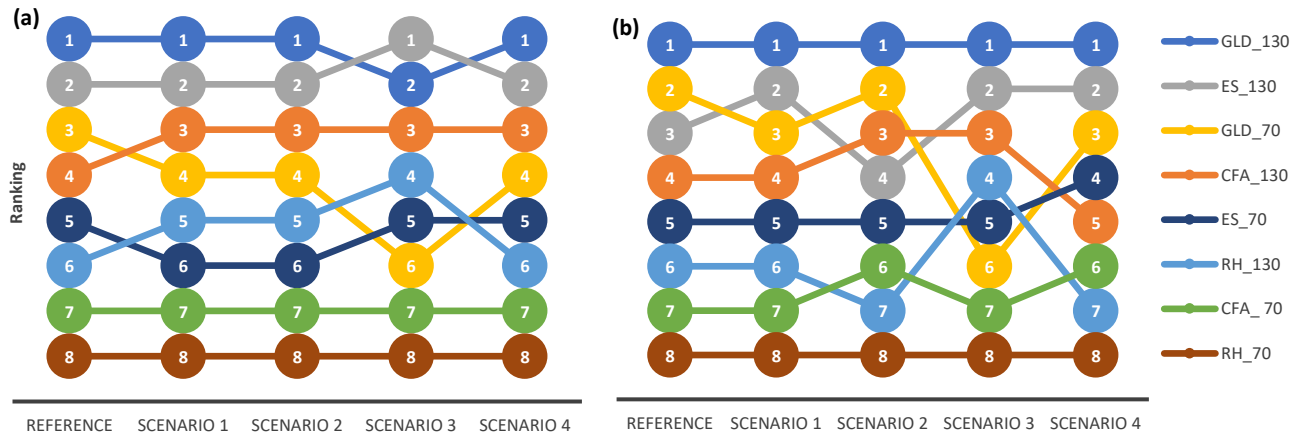 (a)
(b)
Ranking
1 1 1 1 1
2 2 2 2 2
3 3 3 3 3
4 4 4 4 4
5 5 5 5 5
6 6 6 6 6
7 7 7 7 7
8 8 8 8 8
REFERENCE SCENARIO 1 SCENARIO 2 SCENARIO 3 SCENARIO 4
1 1 1 1 1
2 2 2 2 2
3 3 3 3 3
4 4 4 4 4
5 5 5 5 5
6 6 6 6 6
7 7 7 7 7
8 8 8 8 8
REFERENCE SCENARIO 1 SCENARIO 2 SCENARIO 3 SCENARIO 4
GLD_130
ES_130
GLD_70
CFA_130
ES_70
RH_130
CFA_ 70
RH_70